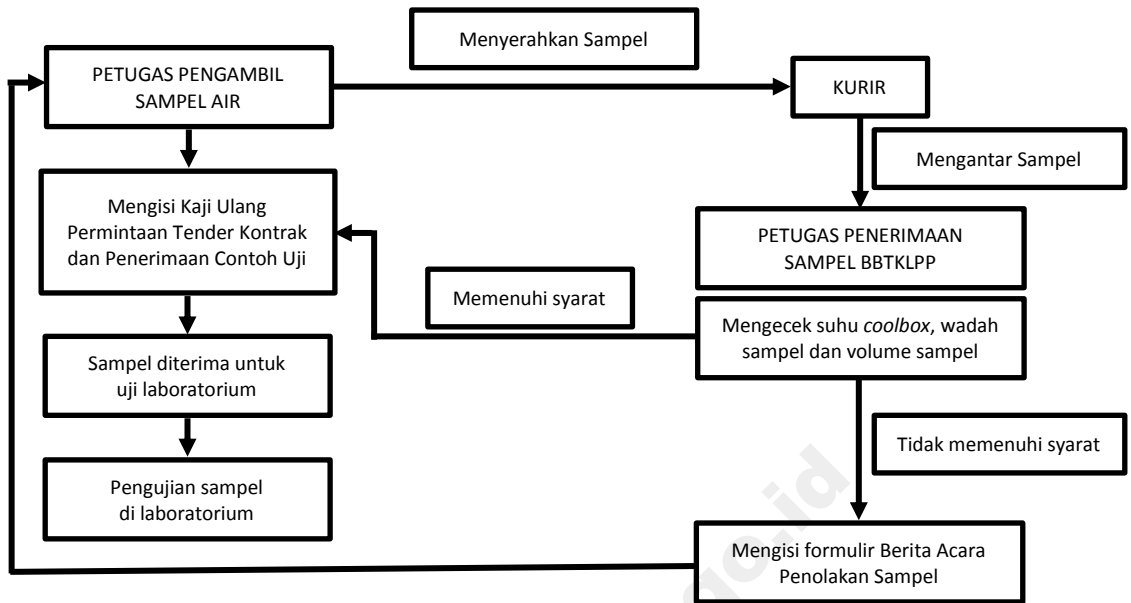 Menyerahkan Sampel
PETUGAS PENGAMBIL
SAMPEL AIR
KURIR
Mengantar Sampel
Mengisi Kaji Ulang
Permintaan Tender Kontrak
dan Penerimaan Contoh Uji
PETUGAS PENERIMAAN
SAMPEL BBTKLPP
Memenuhi syarat
Mengecek suhu coolbox, wadah
sampel dan volume sampel
Sampel diterima untuk
uji laboratorium
Tidak memenuhi syarat
Pengujian sampel
di laboratorium
Mengisi formulir Berita Acara
Penolakan Sampel
go.id